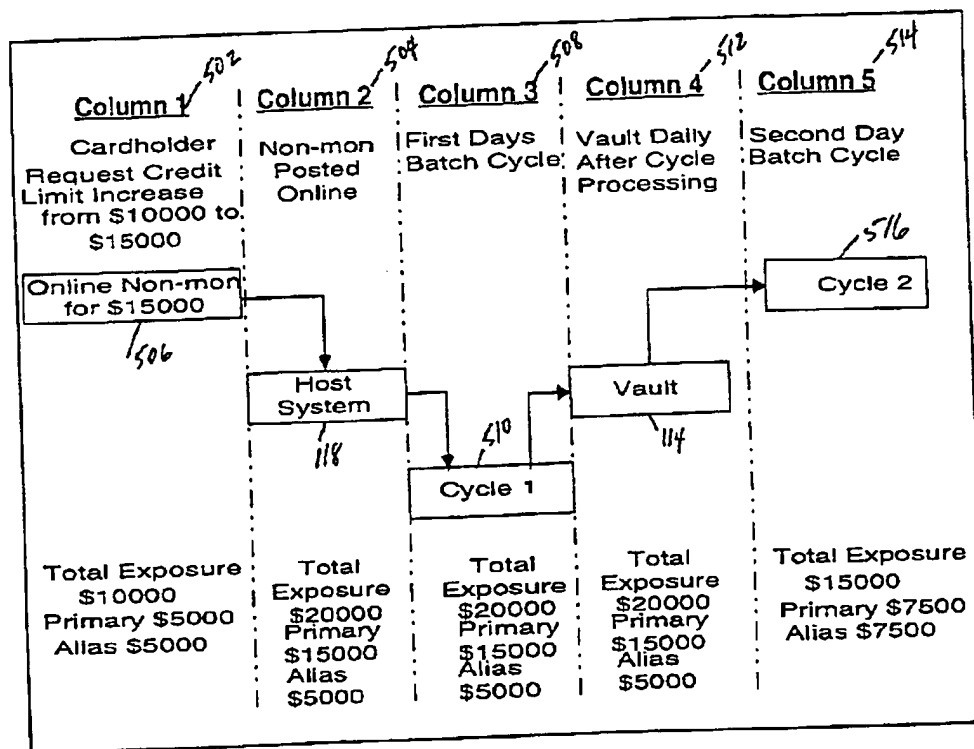 502
504
508
512
514
Column 1
Column 2
Column 3
Column 4
Column 5
Cardholder
Request Credit
Limit Increase
from $10000 to
$15000
Non-mon
Posted
Online
First Days
Batch Cycle
Vault Daily
After Cycle
Processing
Second Day
Batch Cycle
516
Online Non-mon
for $15000
506
Cycle 2
Host
System
118
510
Vault
114
Cycle 1
Total Exposure
$10000
Primary $5000
Alias $5000
Total
Exposure
$20000
Primary
$15000
Alias
$5000
Total
Exposure
$20000
Primary
$15000
Alias
$5000
Total
Exposure
$20000
Primary
$15000
Alias
$5000
Total Exposure
$15000
Primary $7500
Alias $7500